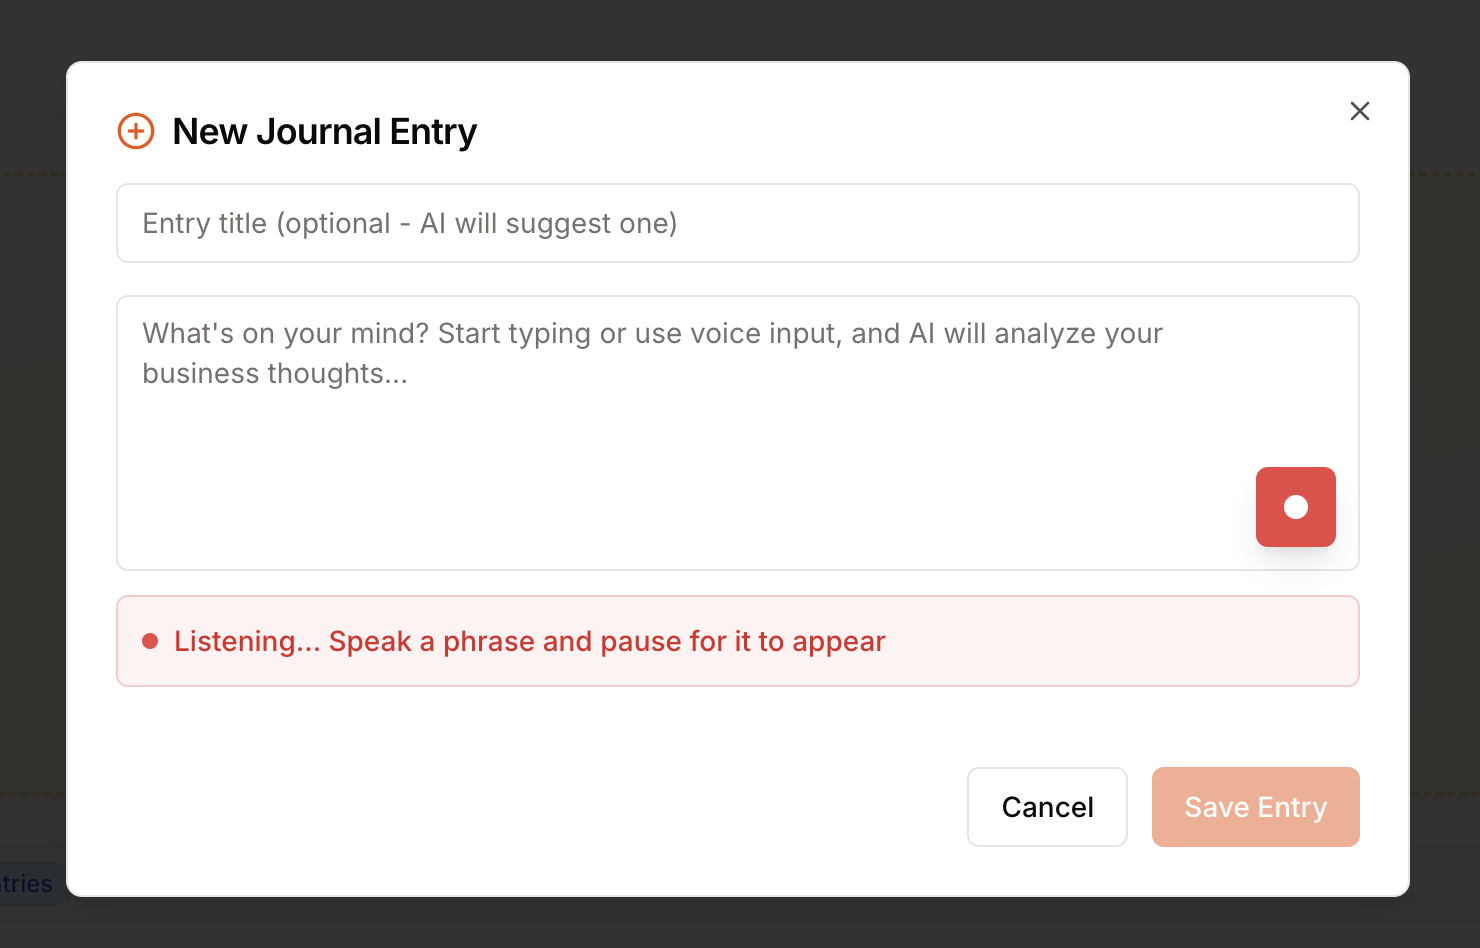 New Journal Entry
Entry title (optional - AI will suggest one)
What's on your mind? Start typing or use voice input, and AI will analyze your
business thoughts...
Listening... Speak a phrase and pause for it to appear
Cancel
Save Entry